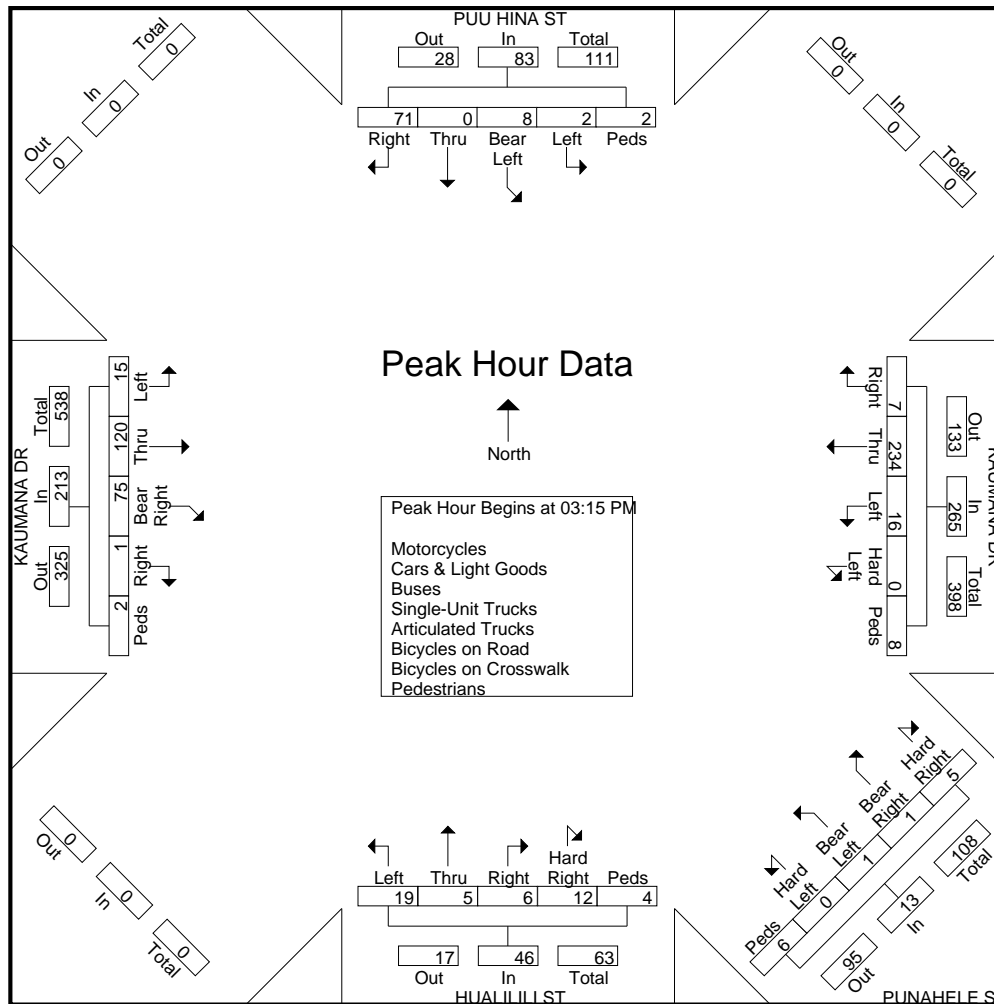 PUU HINA ST
Out In Total
28 83 111
71 0 8 2 2
Right Thru Bear Left Left Peds
Total
0
In
0
Out
0
Out
0
In
0
Total
0
KAUMANA DR
Total
538
In
213
Out
325
15 Left
120 Thru
75 Bear Right
1 Right
2 Peds
Peak Hour Data
North
Peak Hour Begins at 03:15 PM
Motorcycles
Cars & Light Goods
Buses
Single-Unit Trucks
Articulated Trucks
Bicycles on Road
Bicycles on Crosswalk
Pedestrians
Right 7
Thru 234
Left 16
Hard Left 0
Peds 8
Out
133
In
265
Total
398
KAUMANA DR
Out
0
In
0
Total
0
Left Thru Right Hard Right Peds
19 5 6 12 4
17 46 63
Out In Total
HUALILILI ST
Hard Right 5
Bear Right 1
Bear Left 1
Hard Left 0
Peds 6
108
Total
13
In
95
Out
PUNAHELE S